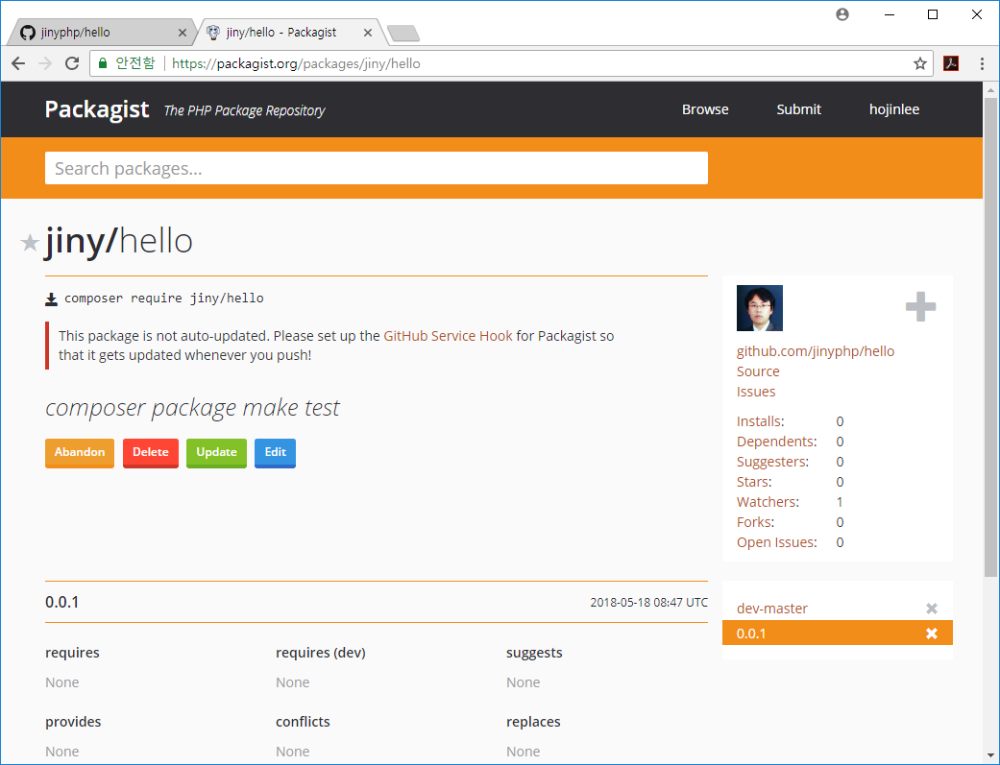 jinyphp/hello
jiny/hello - Packagist
안전함 https://packagist.org/packages/jiny/hello
Packagist The PHP Package Repository Browse Submit hojinlee
Search packages...
jiny/hello
composer require jiny/hello
This package is not auto-updated. Please set up the GitHub Service Hook for Packagist so
that it gets updated whenever you push!
composer package make test
Abandon Delete Update Edit
github.com/jinyphp/hello
Source
Issues
Installs: 0
Dependents: 0
Suggesters: 0
Stars: 0
Watchers: 1
Forks: 0
Open Issues: 0
0.0.1 2018-05-18 08:47 UTC
dev-master
0.0.1
requires requires (dev) suggests
None None None
provides conflicts replaces
None None None